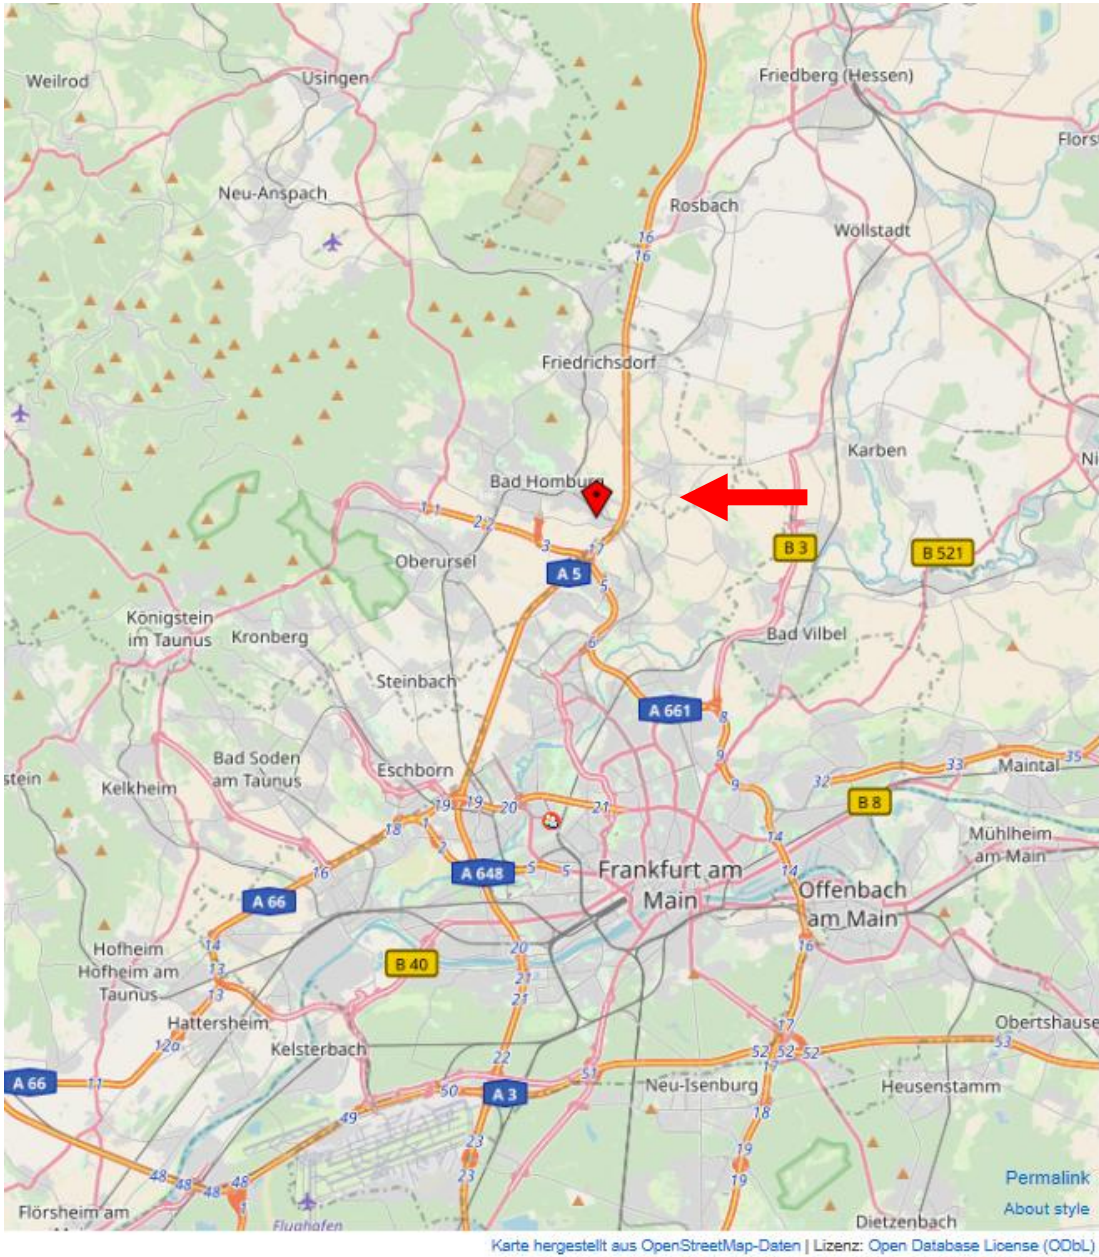 Weilrod
Usingen
Friedberg (Hessen)
Flors
Neu-Anspach
Rosbach
Wöllstadt
16
16
Friedrichsdorf
Karben
Ni
Bad Homburg
1 1
2 2
3
17
B 3
B 521
Oberursel
A 5
5
Königstein
im Taunus
Kronberg
6
Bad Vilbel
Steinbach
A 661
8
9
9
Bad Soden
am Taunus
Eschborn
stein
Kelkheim
32
33
35
Maintal
19
19
20
21
B 8
18
1
2
14
Mühlheim
am Main
16
A 648
5
5
Frankfurt am
Main
14
Offenbach
am Main
A 66
14
Hofheim
Hofheim am
Taunus
13
13
B 40
20
21
21
16
Hattersheim
12a
Kelsterbach
17
Obertshause
52
52
52
53
17
A 66
11
22
50
A 3
51
Neu-Isenburg
Heusenstamm
49
18
23
23
19
19
48
48
48
48
1
Flörsheim am
Flughafen
Dietzenbach
Permalink
About style
Karte hergestellt aus OpenStreetMap-Daten | Lizenz: Open Database License (ODbL)